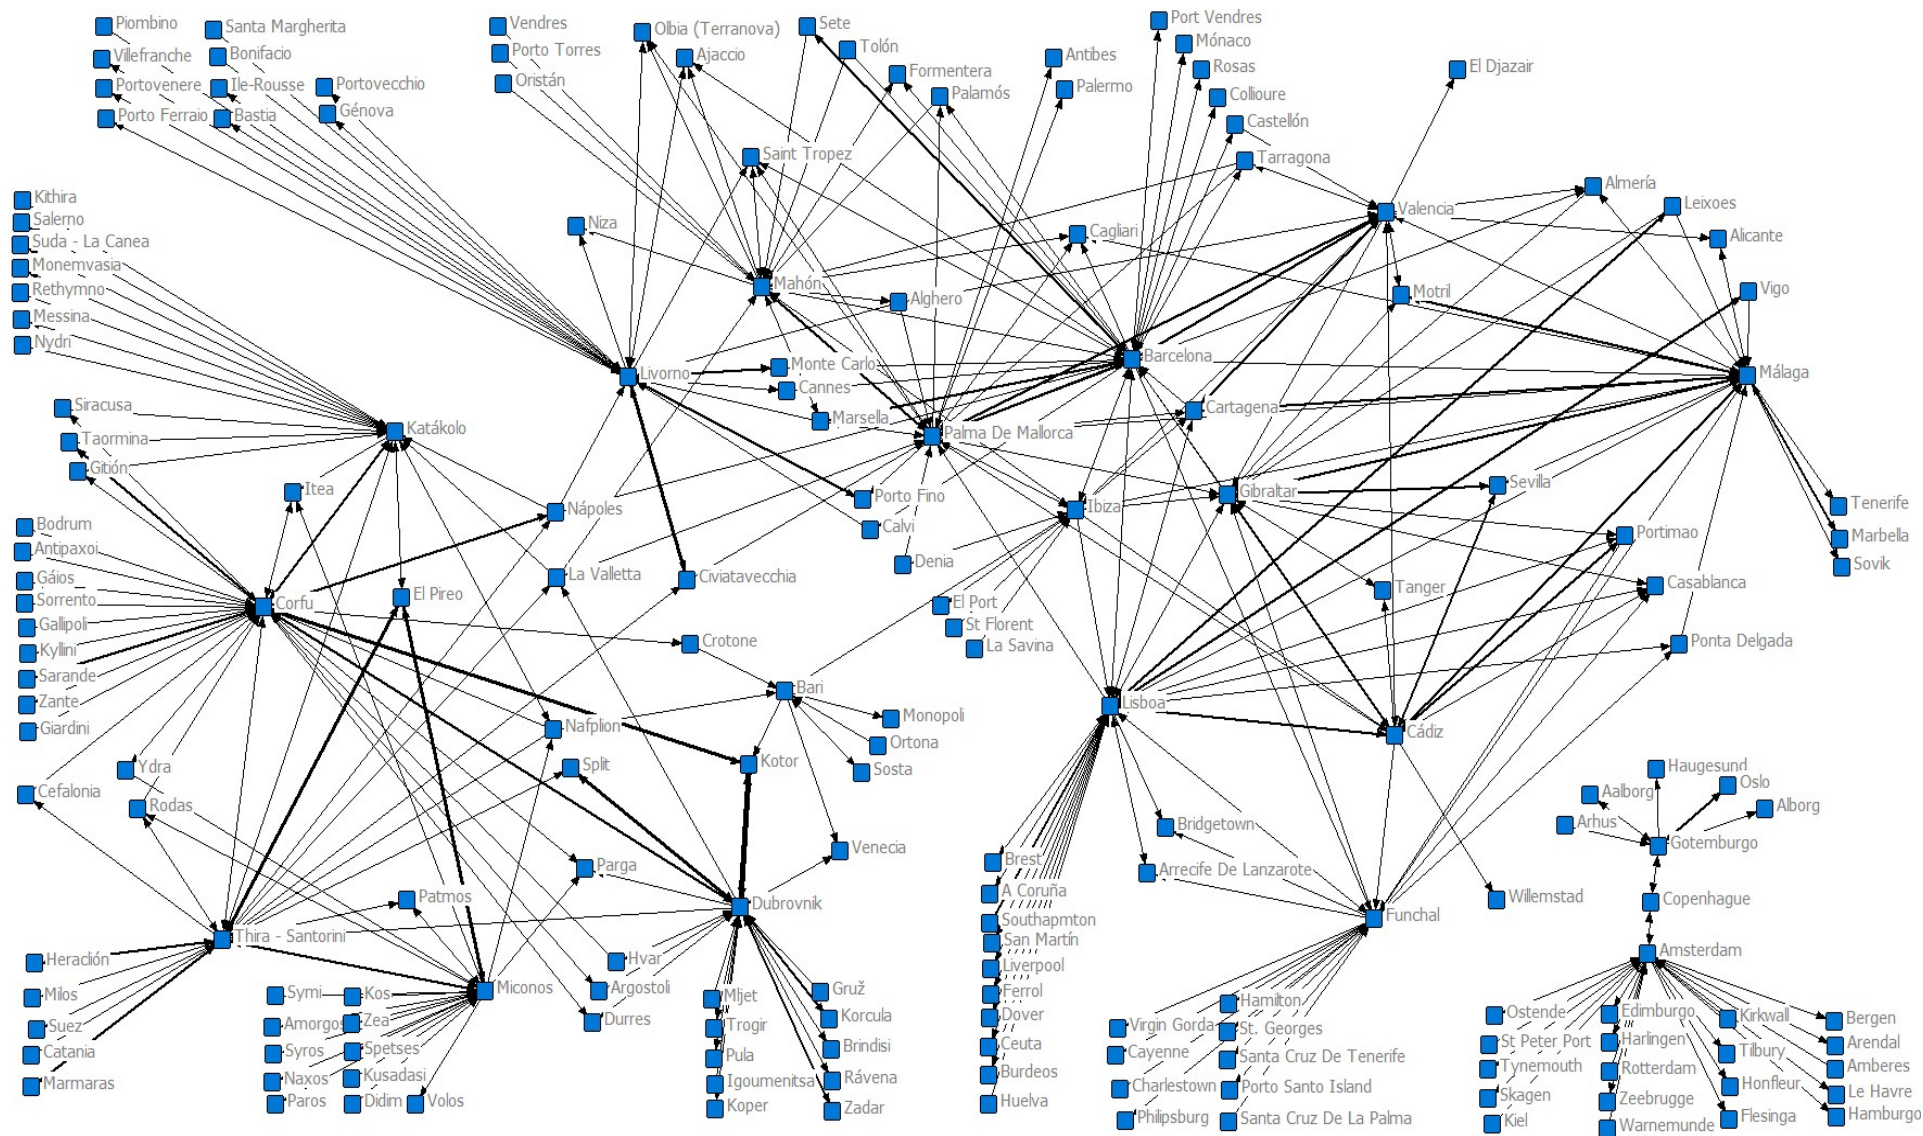 Piombino
Santa Margherita
Vendres
Olbia (Terranova)
Sete
Port Vendres
Villefranche
Bonifacio
Porto Torres
Ajaccio
Tolón
Antibes
Mónaco
Portovenere
Ile-Rousse
Portovecchio
Oristán
Formentera
Palermo
Rosas
El Djazair
Porto Ferraio
Bastia
Génova
Palamós
Collioure
Castellón
Saint Tropez
Tarragona
Kithira
Salerno
Suda - La Canea
Monemvasia
Rethymno
Messina
Nydri
Niza
Cagliari
Valencia
Almería
Leixoes
Alicante
Mahón
Alghero
Motril
Vigo
Livorno
Monte Carlo
Cannes
Marsella
Barcelona
Málaga
Siracusa
Taormina
Gitión
Katákolo
Palma De Mallorca
Cartagena
Itea
Nápoles
Porto Fino
Calvi
Ibiza
Gibraltar
Sevilla
Tenerife
Marbella
Sovik
Bodrum
Antipaxoi
Gáios
Sorrento
Gallipoli
Kyllini
Sarande
Zante
Giardini
Corfu
El Pireo
La Valletta
Civiatavecchia
Denia
El Port
St Florent
La Savina
Portimao
Tanger
Casablanca
Ponta Delgada
Crotone
Bari
Monopoli
Ortona
Sosta
Lisboa
Cádiz
Ydra
Cefalonia
Rodas
Nafplion
Split
Kotor
Venecia
Bridgetown
Arrecife De Lanzarote
Haugesund
Oslo
Aalborg
Alborg
Arhus
Gotemburgo
Parga
Patmos
Dubrovnik
Brest
A Coruña
Southapmton
San Martín
Liverpool
Ferrol
Dover
Ceuta
Burdeos
Huelva
Funchal
Willemstad
Copenhague
Amsterdam
Thira - Santorini
Heraclión
Milos
Suez
Catania
Marmaras
Miconos
Hvar
Argostoli
Durres
Symi
Kos
Amorgos
Zea
Syros
Spetses
Naxos
Kusadasi
Paros
Didim
Volos
Mljet
Gruž
Trogir
Korcula
Pula
Brindisi
Igoumenitsa
Rávena
Koper
Zadar
Hamilton
Virgin Gorda
St. Georges
Cayenne
Santa Cruz De Tenerife
Charlestown
Porto Santo Island
Philipsburg
Santa Cruz De La Palma
Ostende
Edimburgo
Kirkwall
Bergen
St Peter Port
Harlingen
Tilbury
Arendal
Tynemouth
Rotterdam
Honfleur
Amberes
Skagen
Zeebrugge
Flesinga
Le Havre
Kiel
Warnemunde
Hamburgo